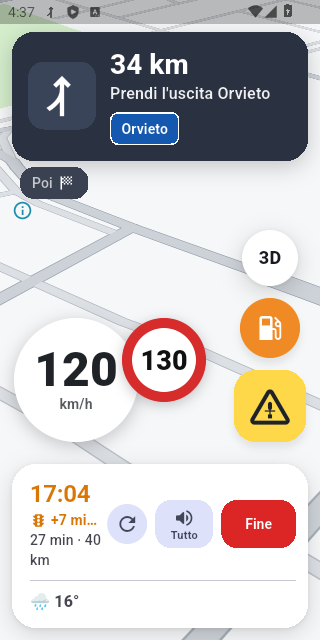 4:37
34 km
Prendi l'uscita Orvieto
Orvieto
Poi
3D
120
km/h
130
17:04
+7 mi…
27 min · 40
km
Tutto
Fine
16°